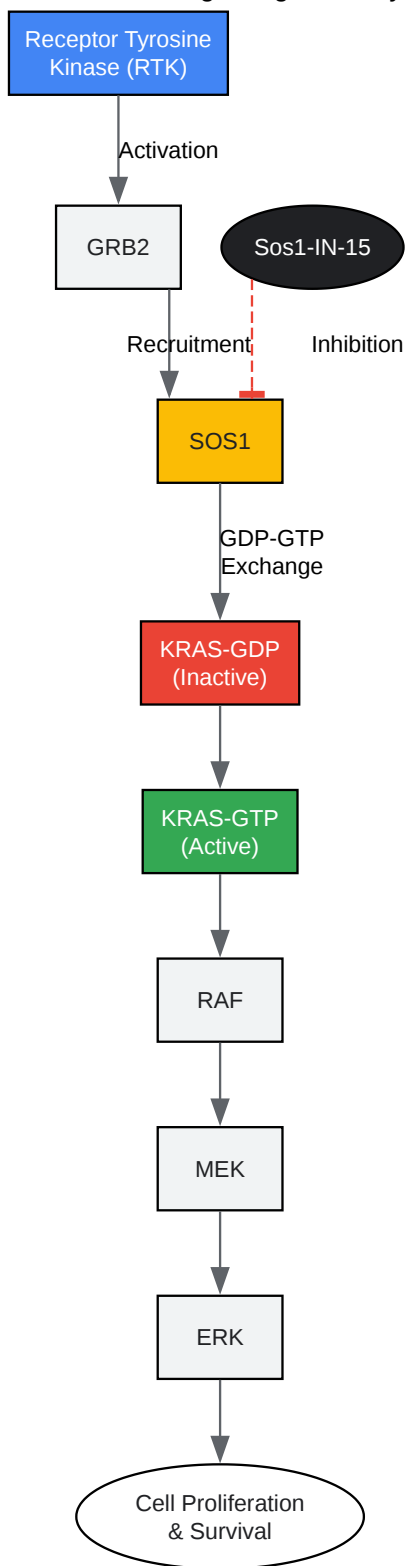 Receptor Tyrosine
Kinase (RTK)
Activation
GRB2
Sos1-IN-15
Recruitment
Inhibition
SOS1
GDP-GTP
Exchange
KRAS-GDP
(Inactive)
KRAS-GTP
(Active)
RAF
MEK
ERK
Cell Proliferation
& Survival